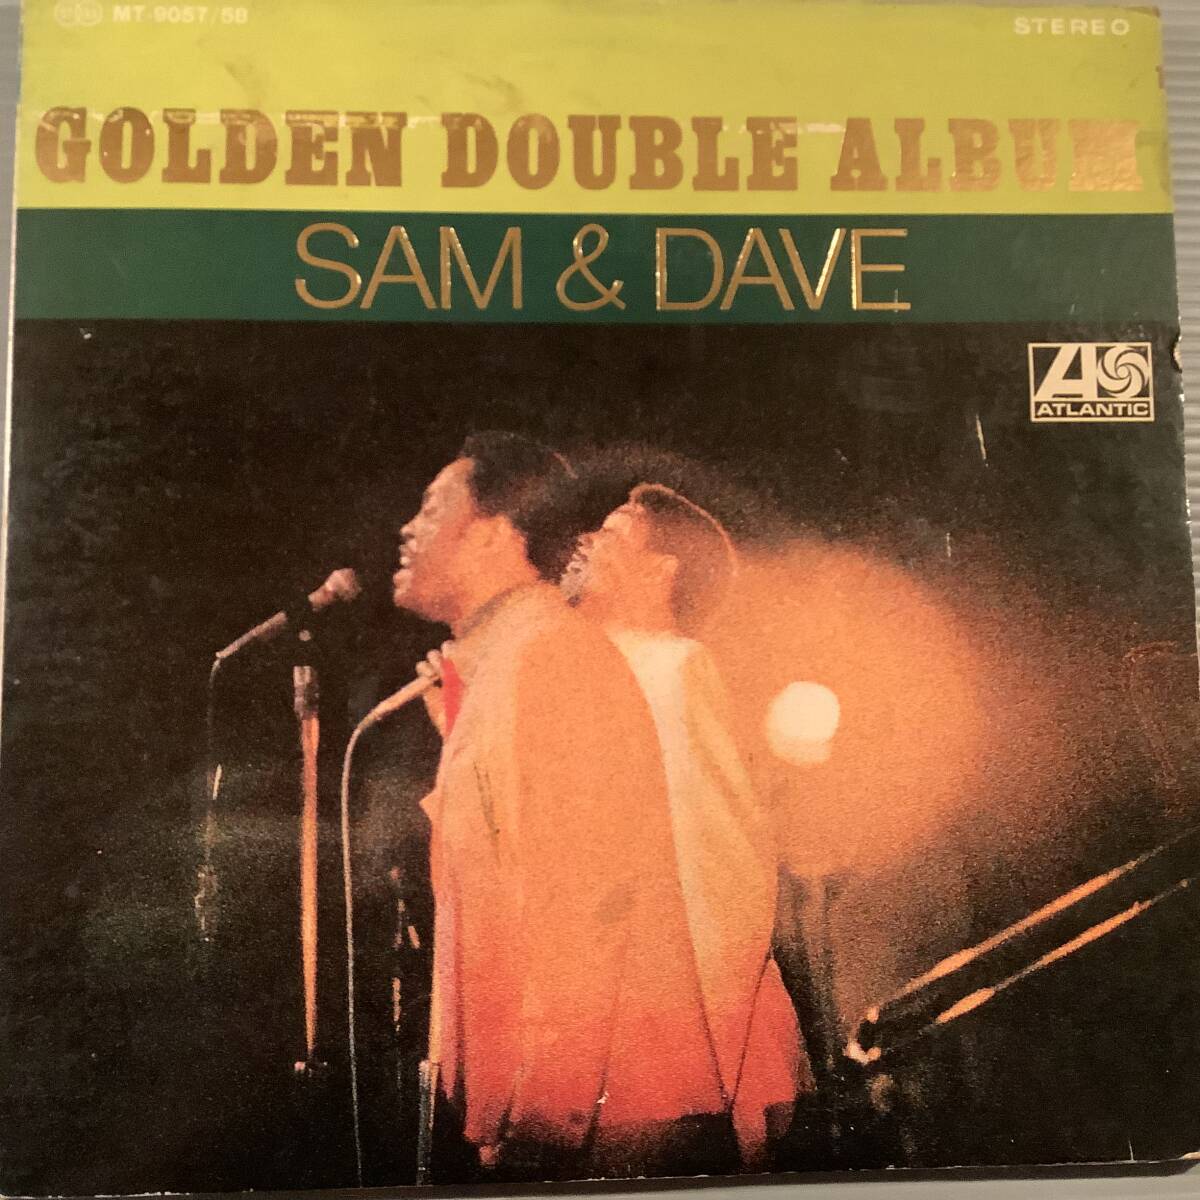 MT-9057/58
STEREO
GOLDEN DOUBLE ALBUM
SAM & DAVE
ATLANTIC